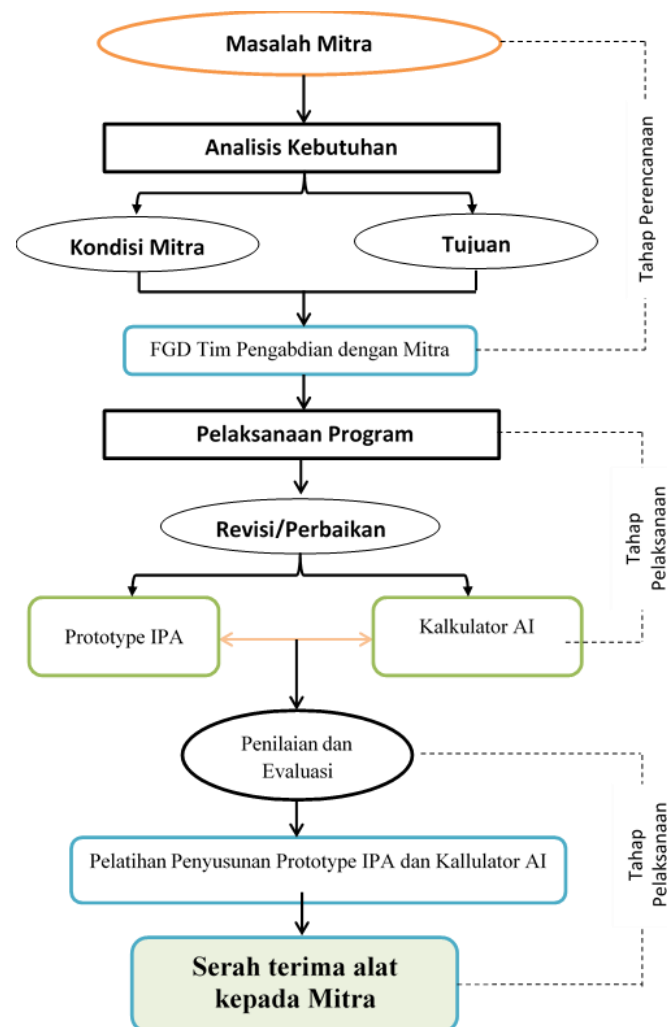 Masalah Mitra
Analisis Kebutuhan
Kondisi Mitra
Tujuan
FGD Tim Pengabdian dengan Mitra
Tahap Perencanaan
Pelaksanaan Program
Revisi/Perbaikan
Prototype IPA
Kalkulator AI
Tahap
Pelaksanaan
Penilaian dan
Evaluasi
Pelatihan Penyusunan Prototype IPA dan Kallulator AI
Serah terima alat
kepada Mitra
Tahap
Pelaksanaan